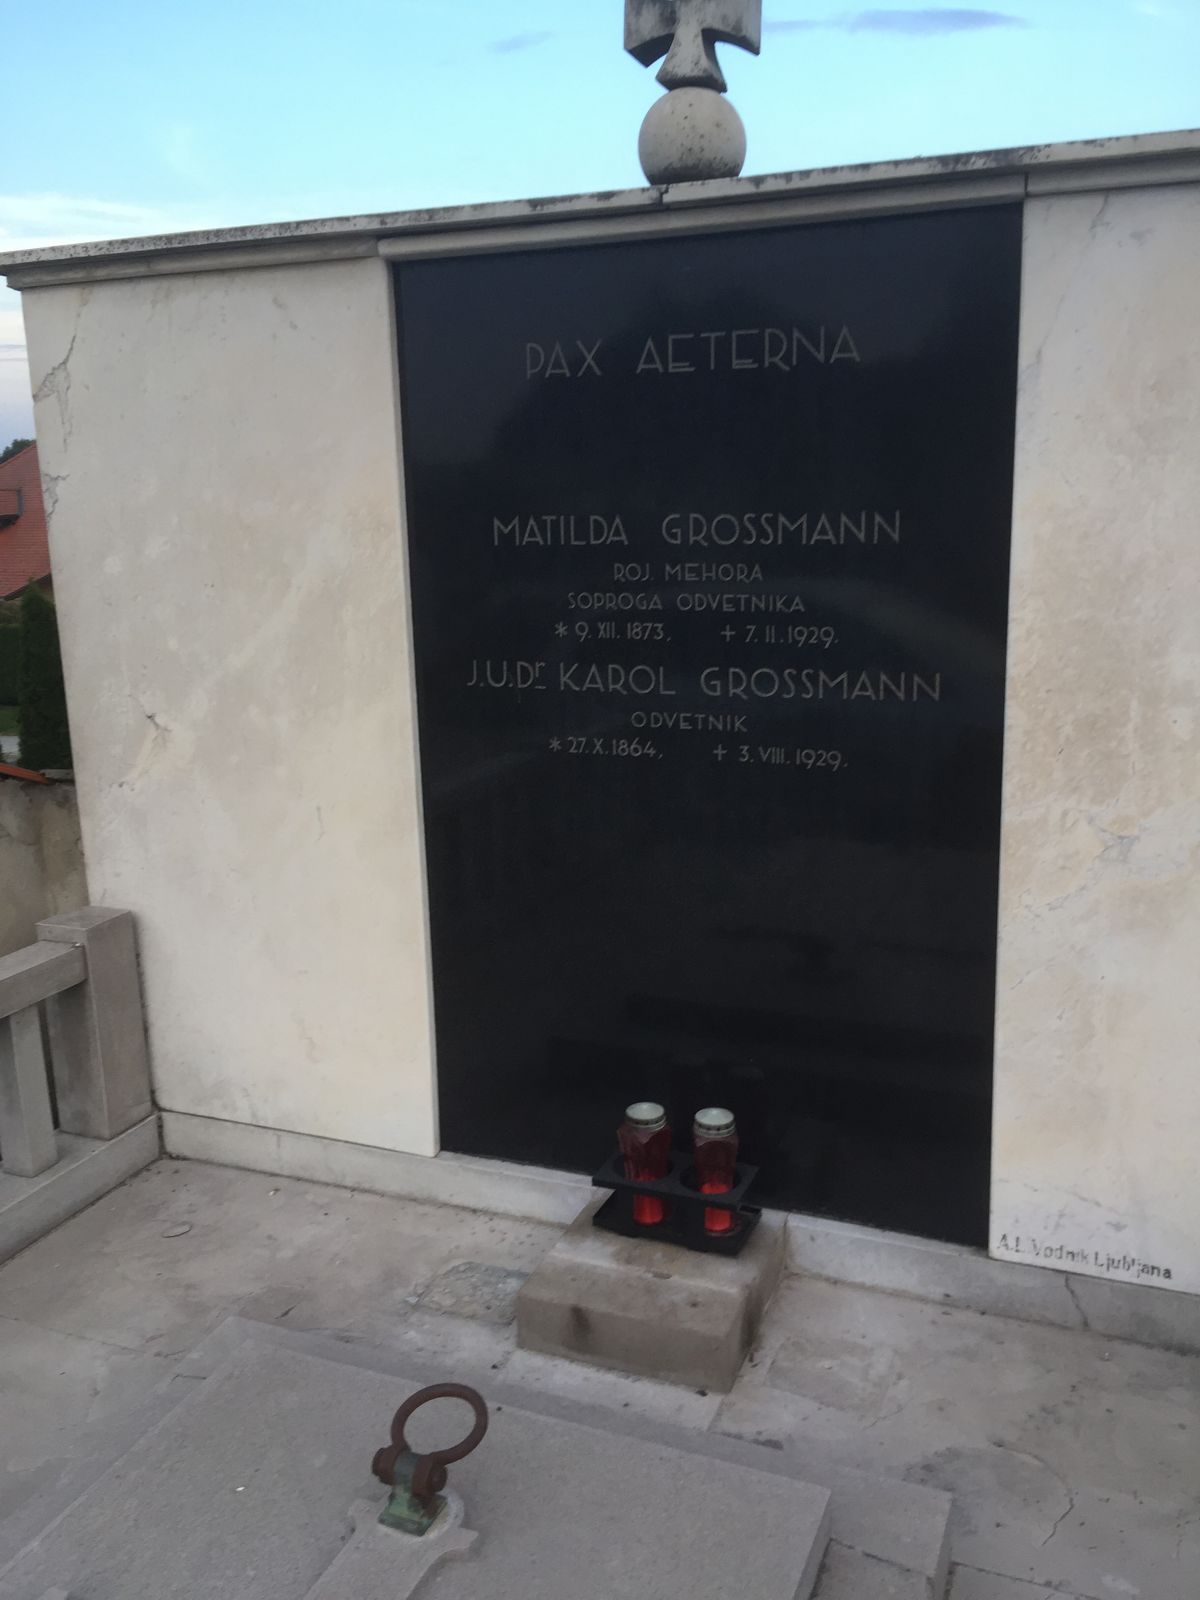 PAX AETERNA
MATILDA GROSSMANN
ROJ. MEHORA
SOPROGA ODVETNIKA
* 9. XII. 1873, + 7. II. 1929.
J.U.Dr KAROL GROSSMANN
ODVETNIK
* 27. X. 1864, + 3. VIII. 1929.
A.L. Vodnik Ljubljana